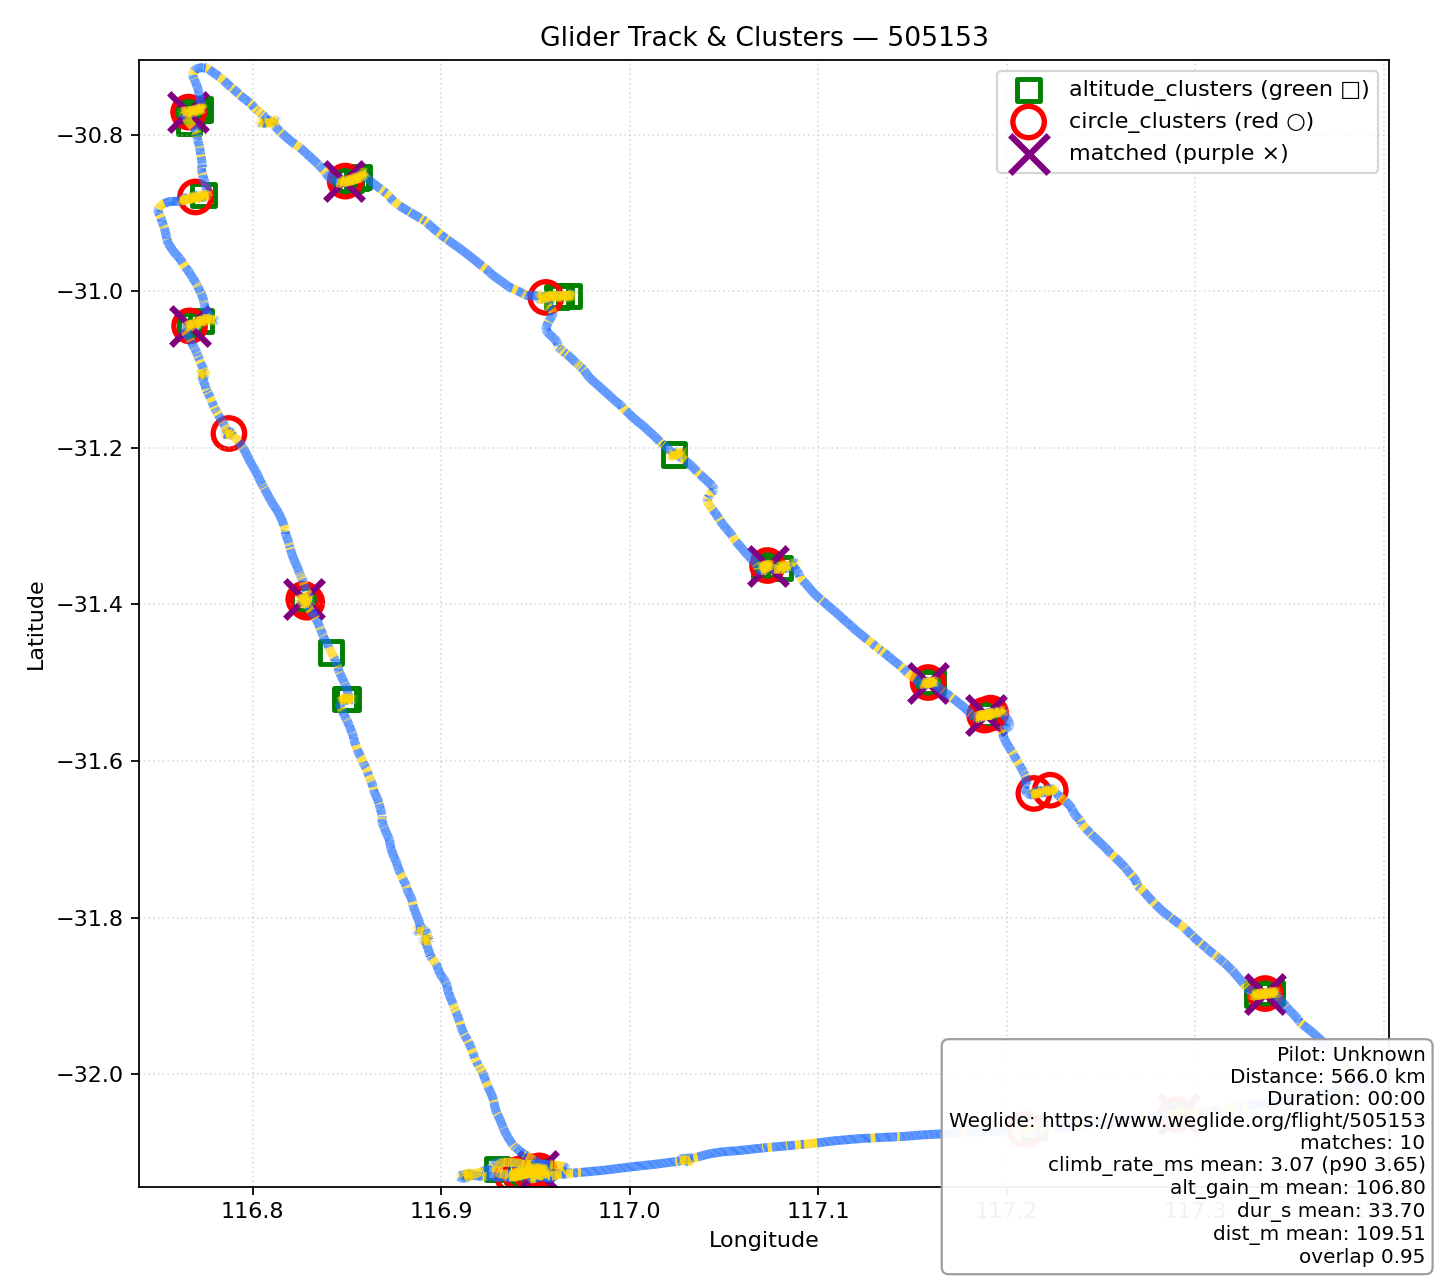 Glider Track & Clusters — 505153
altitude_clusters (green □)
circle_clusters (red ○)
matched (purple ×)
Latitude
−30.8
−31.0
−31.2
−31.4
−31.6
−31.8
−32.0
116.8
116.9
117.0
117.1
117.2
117.3
Longitude
Pilot: Unknown
Distance: 566.0 km
Duration: 00:00
Weglide: https://www.weglide.org/flight/505153
matches: 10
climb_rate_ms mean: 3.07 (p90 3.65)
alt_gain_m mean: 106.80
dur_s mean: 33.70
dist_m mean: 109.51
overlap 0.95